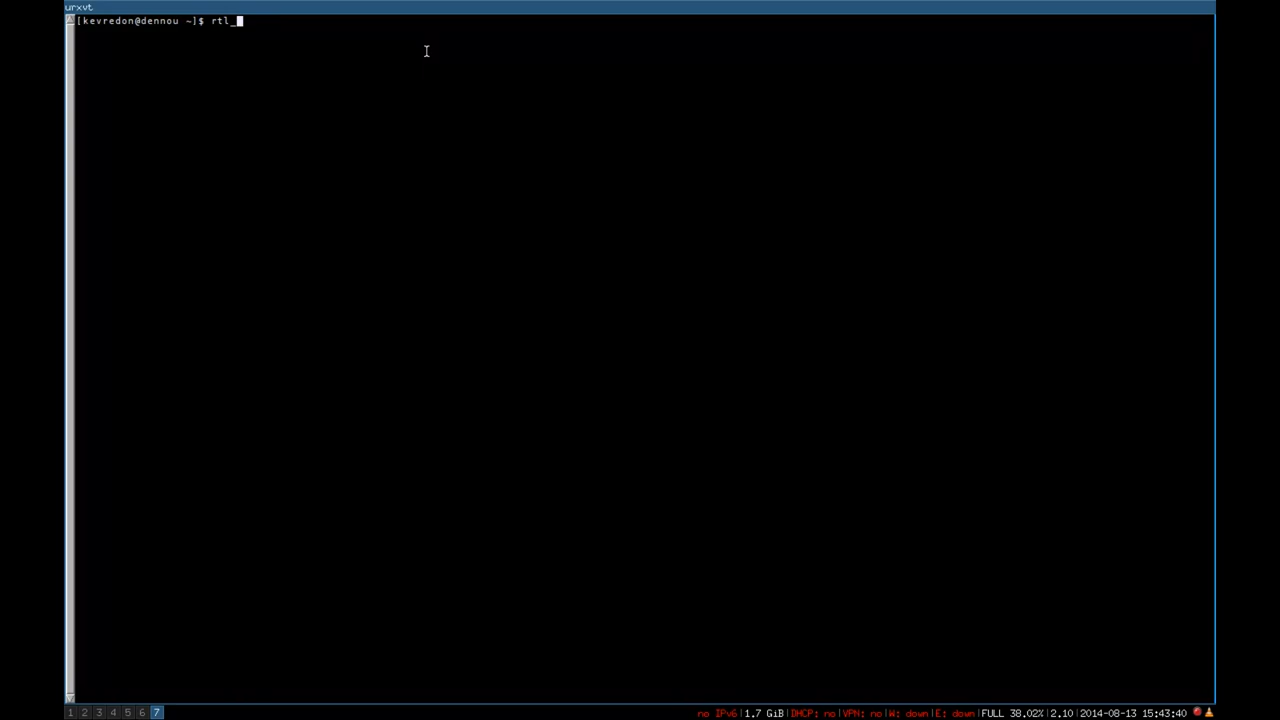 urxvt
[kevredon@dennou ~]$ rtl_
1 2 3 4 5 6 7
no IPv6|1.7 GiB|DHCP: no|VPN: no|W: down|E: down|FULL 38.02%|2.10|2014-08-13 15:43:40